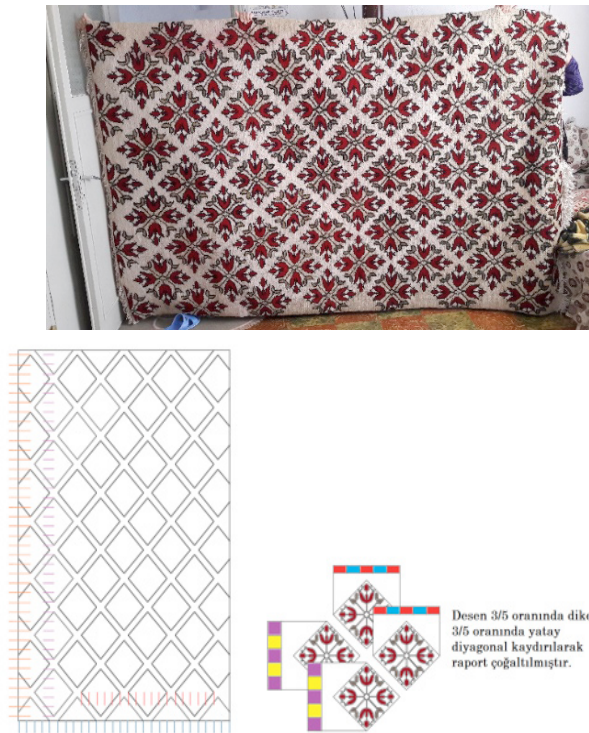 Desen 3/5 oranında dike
3/5 oranında yatay
diyagonal kaydırılarak
raport çoğaltılmıştır.